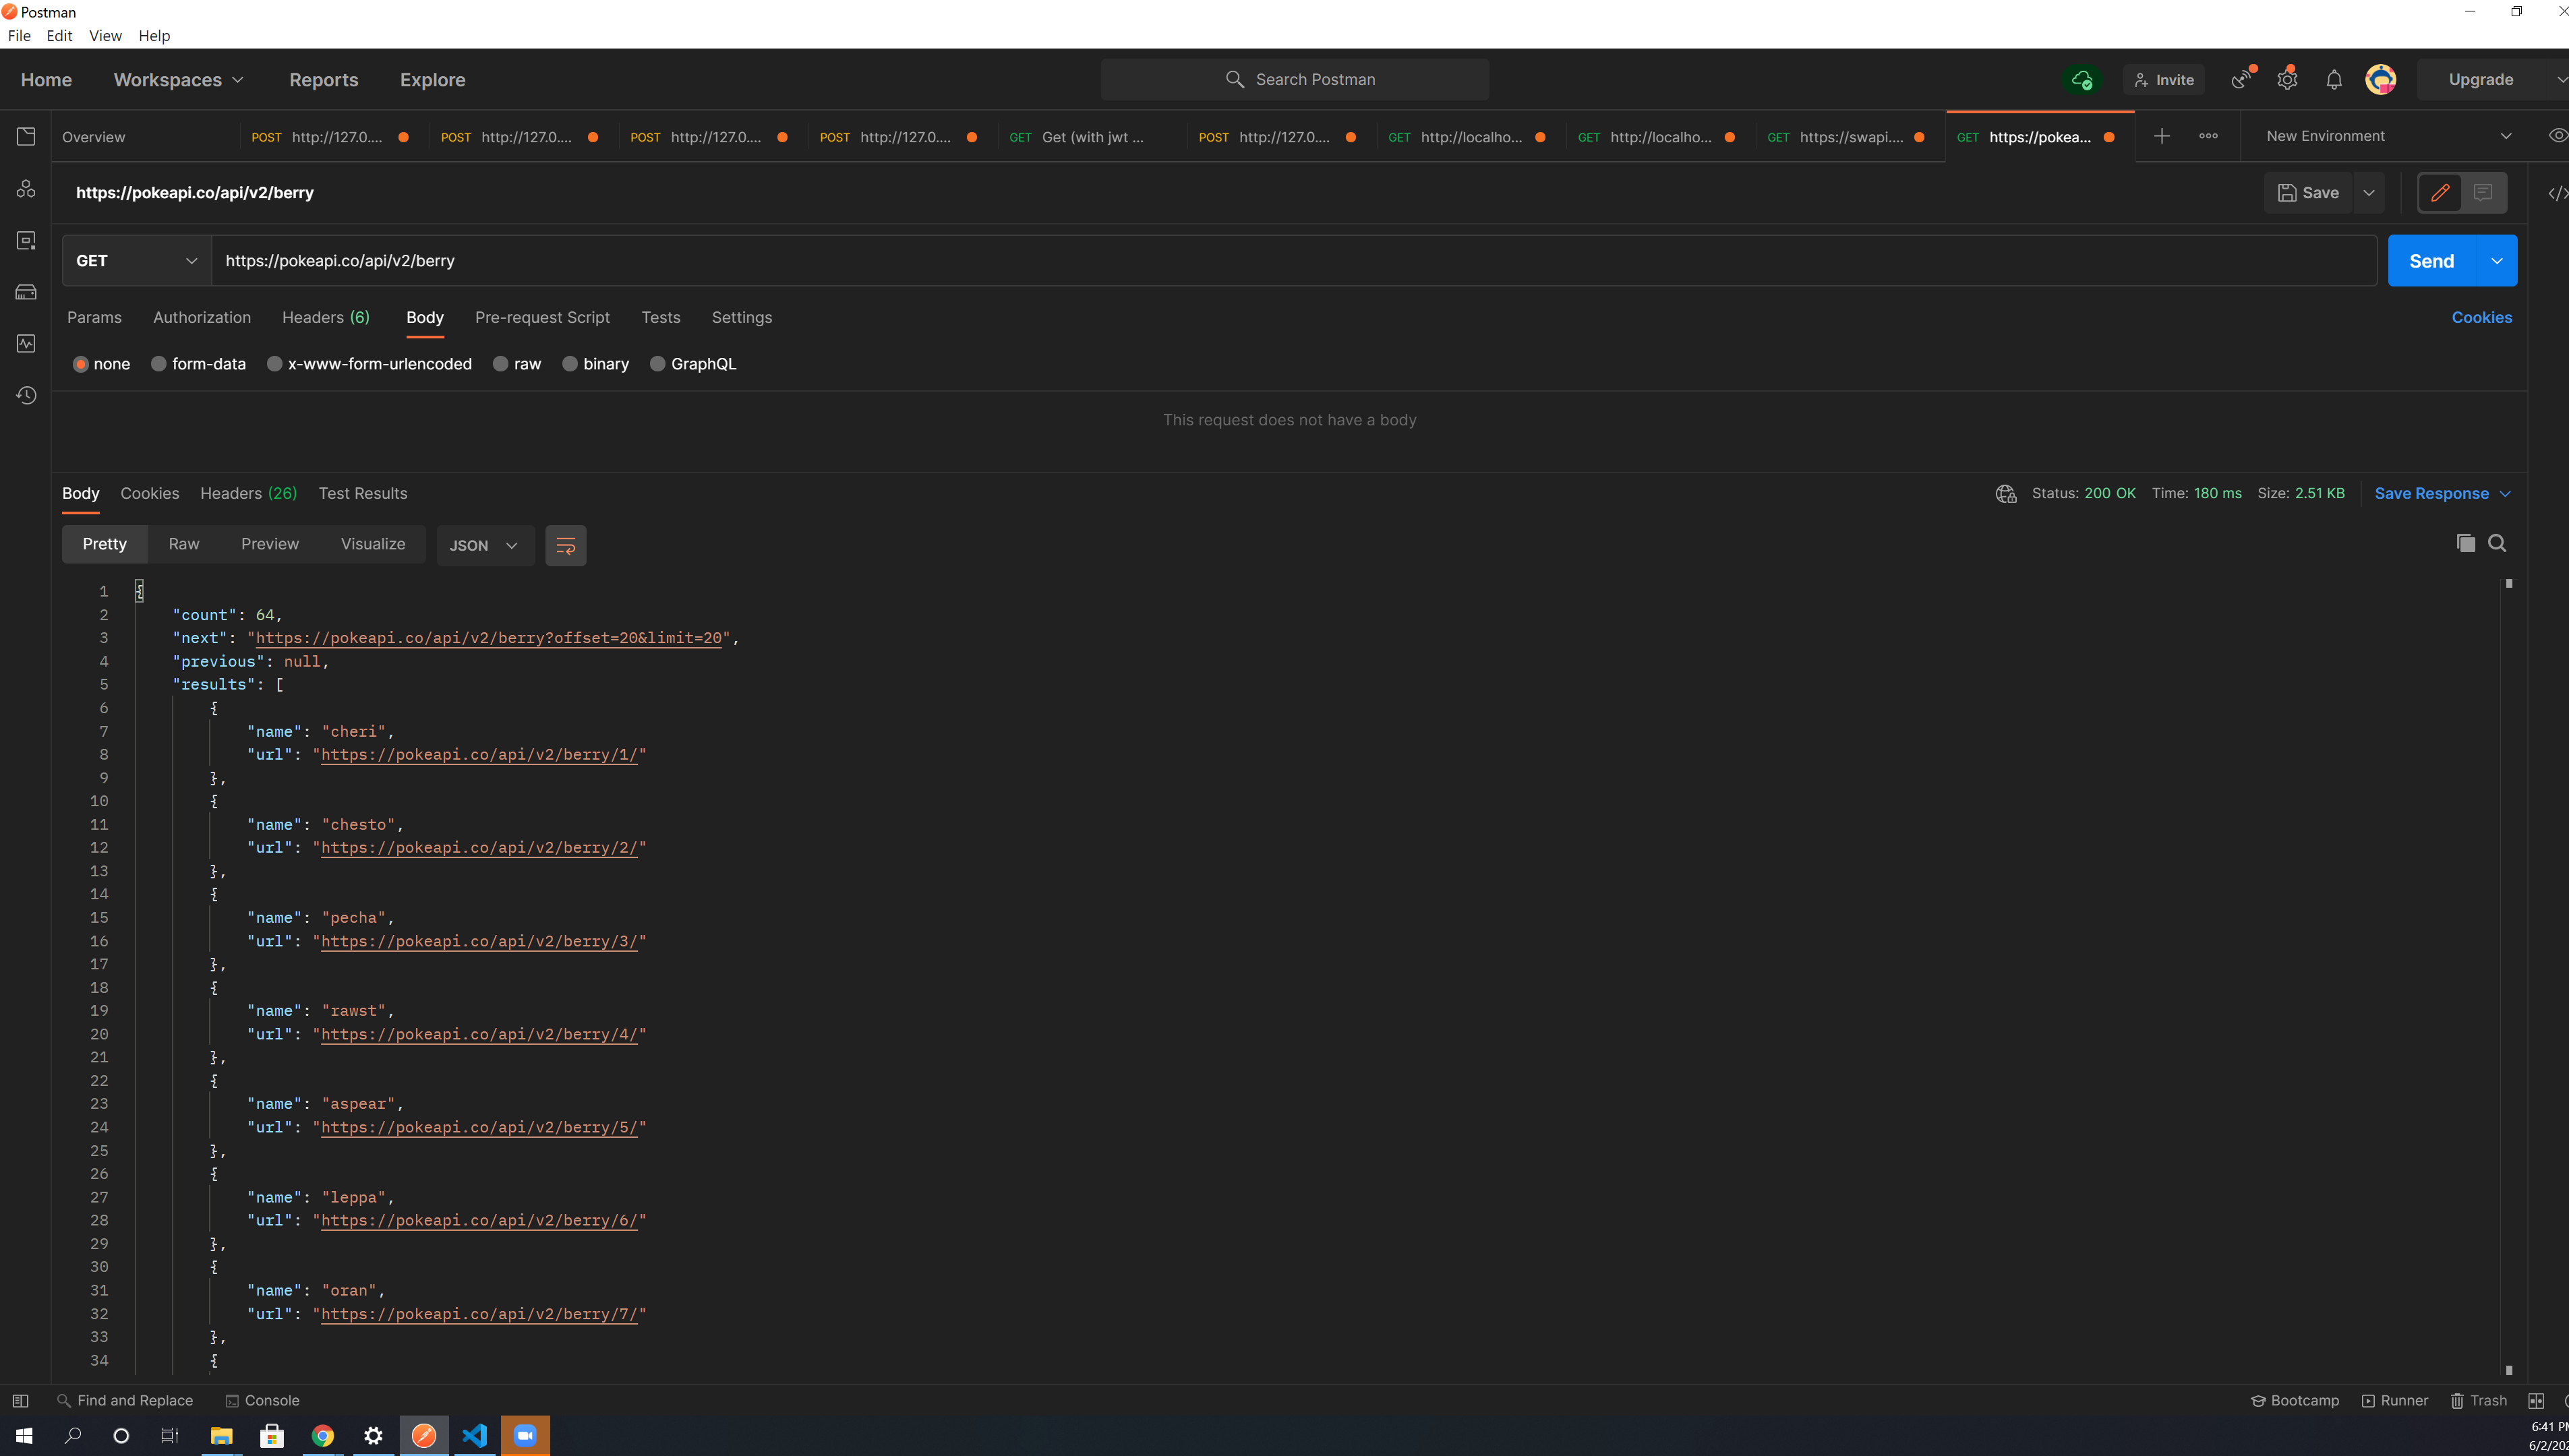 Postman
File Edit View Help
Home Workspaces Reports Explore Search Postman Invite Upgrade
Overview POST http://127.0.... POST http://127.0.... POST http://127.0.... POST http://127.0.... GET Get (with jwt ... POST http://127.0.... GET http://localho... GET http://localho... GET https://swapi.... GET https://pokea... New Environment
https://pokeapi.co/api/v2/berry Save
GET https://pokeapi.co/api/v2/berry Send
Params Authorization Headers (6) Body Pre-request Script Tests Settings Cookies
none form-data x-www-form-urlencoded raw binary GraphQL
This request does not have a body
Body Cookies Headers (26) Test Results Status: 200 OK Time: 180 ms Size: 2.51 KB Save Response
Pretty Raw Preview Visualize JSON
1 {
2 "count": 64,
3 "next": "https://pokeapi.co/api/v2/berry?offset=20&limit=20",
4 "previous": null,
5 "results": [
6 {
7 "name": "cheri",
8 "url": "https://pokeapi.co/api/v2/berry/1/"
9 },
10 {
11 "name": "chesto",
12 "url": "https://pokeapi.co/api/v2/berry/2/"
13 },
14 {
15 "name": "pecha",
16 "url": "https://pokeapi.co/api/v2/berry/3/"
17 },
18 {
19 "name": "rawst",
20 "url": "https://pokeapi.co/api/v2/berry/4/"
21 },
22 {
23 "name": "aspear",
24 "url": "https://pokeapi.co/api/v2/berry/5/"
25 },
26 {
27 "name": "leppa",
28 "url": "https://pokeapi.co/api/v2/berry/6/"
29 },
30 {
31 "name": "oran",
32 "url": "https://pokeapi.co/api/v2/berry/7/"
33 },
34 {
Find and Replace Console Bootcamp Runner Trash
6:41